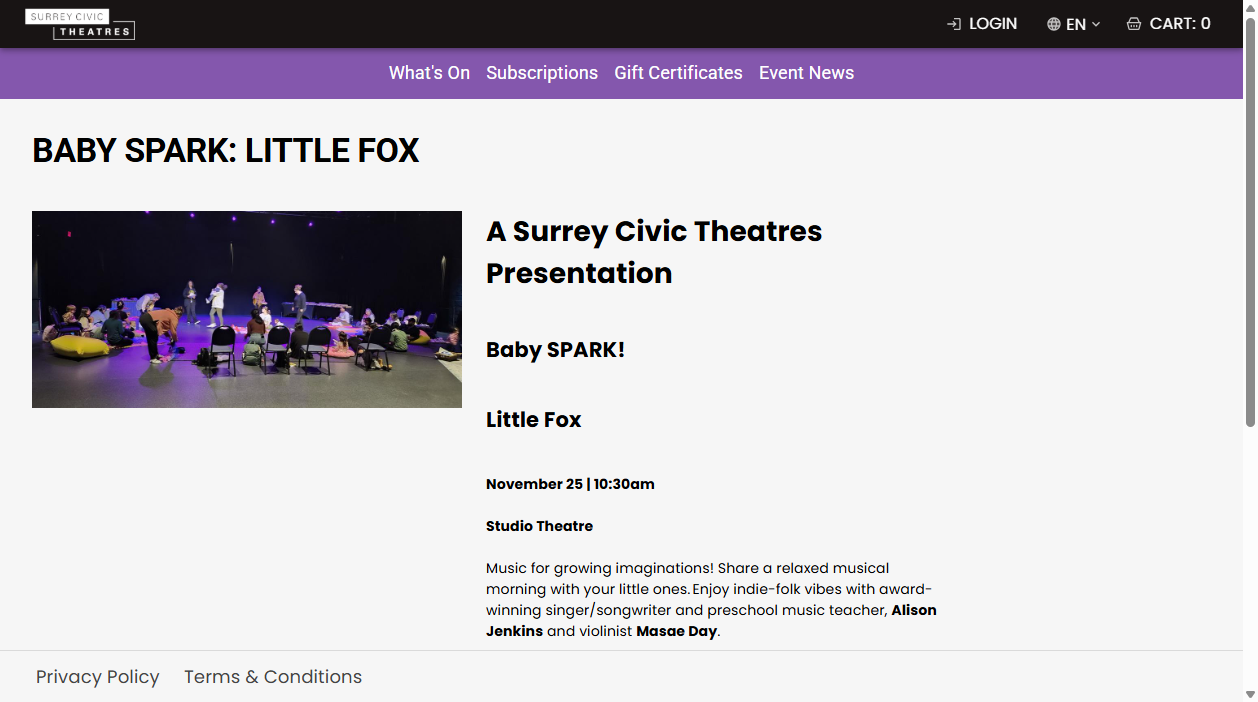 SURREY CIVIC
THEATRES
LOGIN
EN
CART: 0
What's On
Subscriptions
Gift Certificates
Event News
BABY SPARK: LITTLE FOX
A Surrey Civic Theatres
Presentation
Baby SPARK!
Little Fox
November 25 | 10:30am
Studio Theatre
Music for growing imaginations! Share a relaxed musical
morning with your little ones. Enjoy indie-folk vibes with award-
winning singer/songwriter and preschool music teacher, Alison
Jenkins and violinist Masae Day.
Privacy Policy
Terms & Conditions